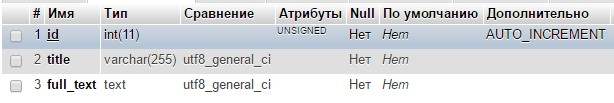 # Имя Тип Сравнение Атрибуты Null По умолчанию Дополнительно
1 id int(11) UNSIGNED Нет Нет AUTO_INCREMENT
2 title varchar(255) utf8_general_ci Нет Нет
3 full_text text utf8_general_ci Нет Нет